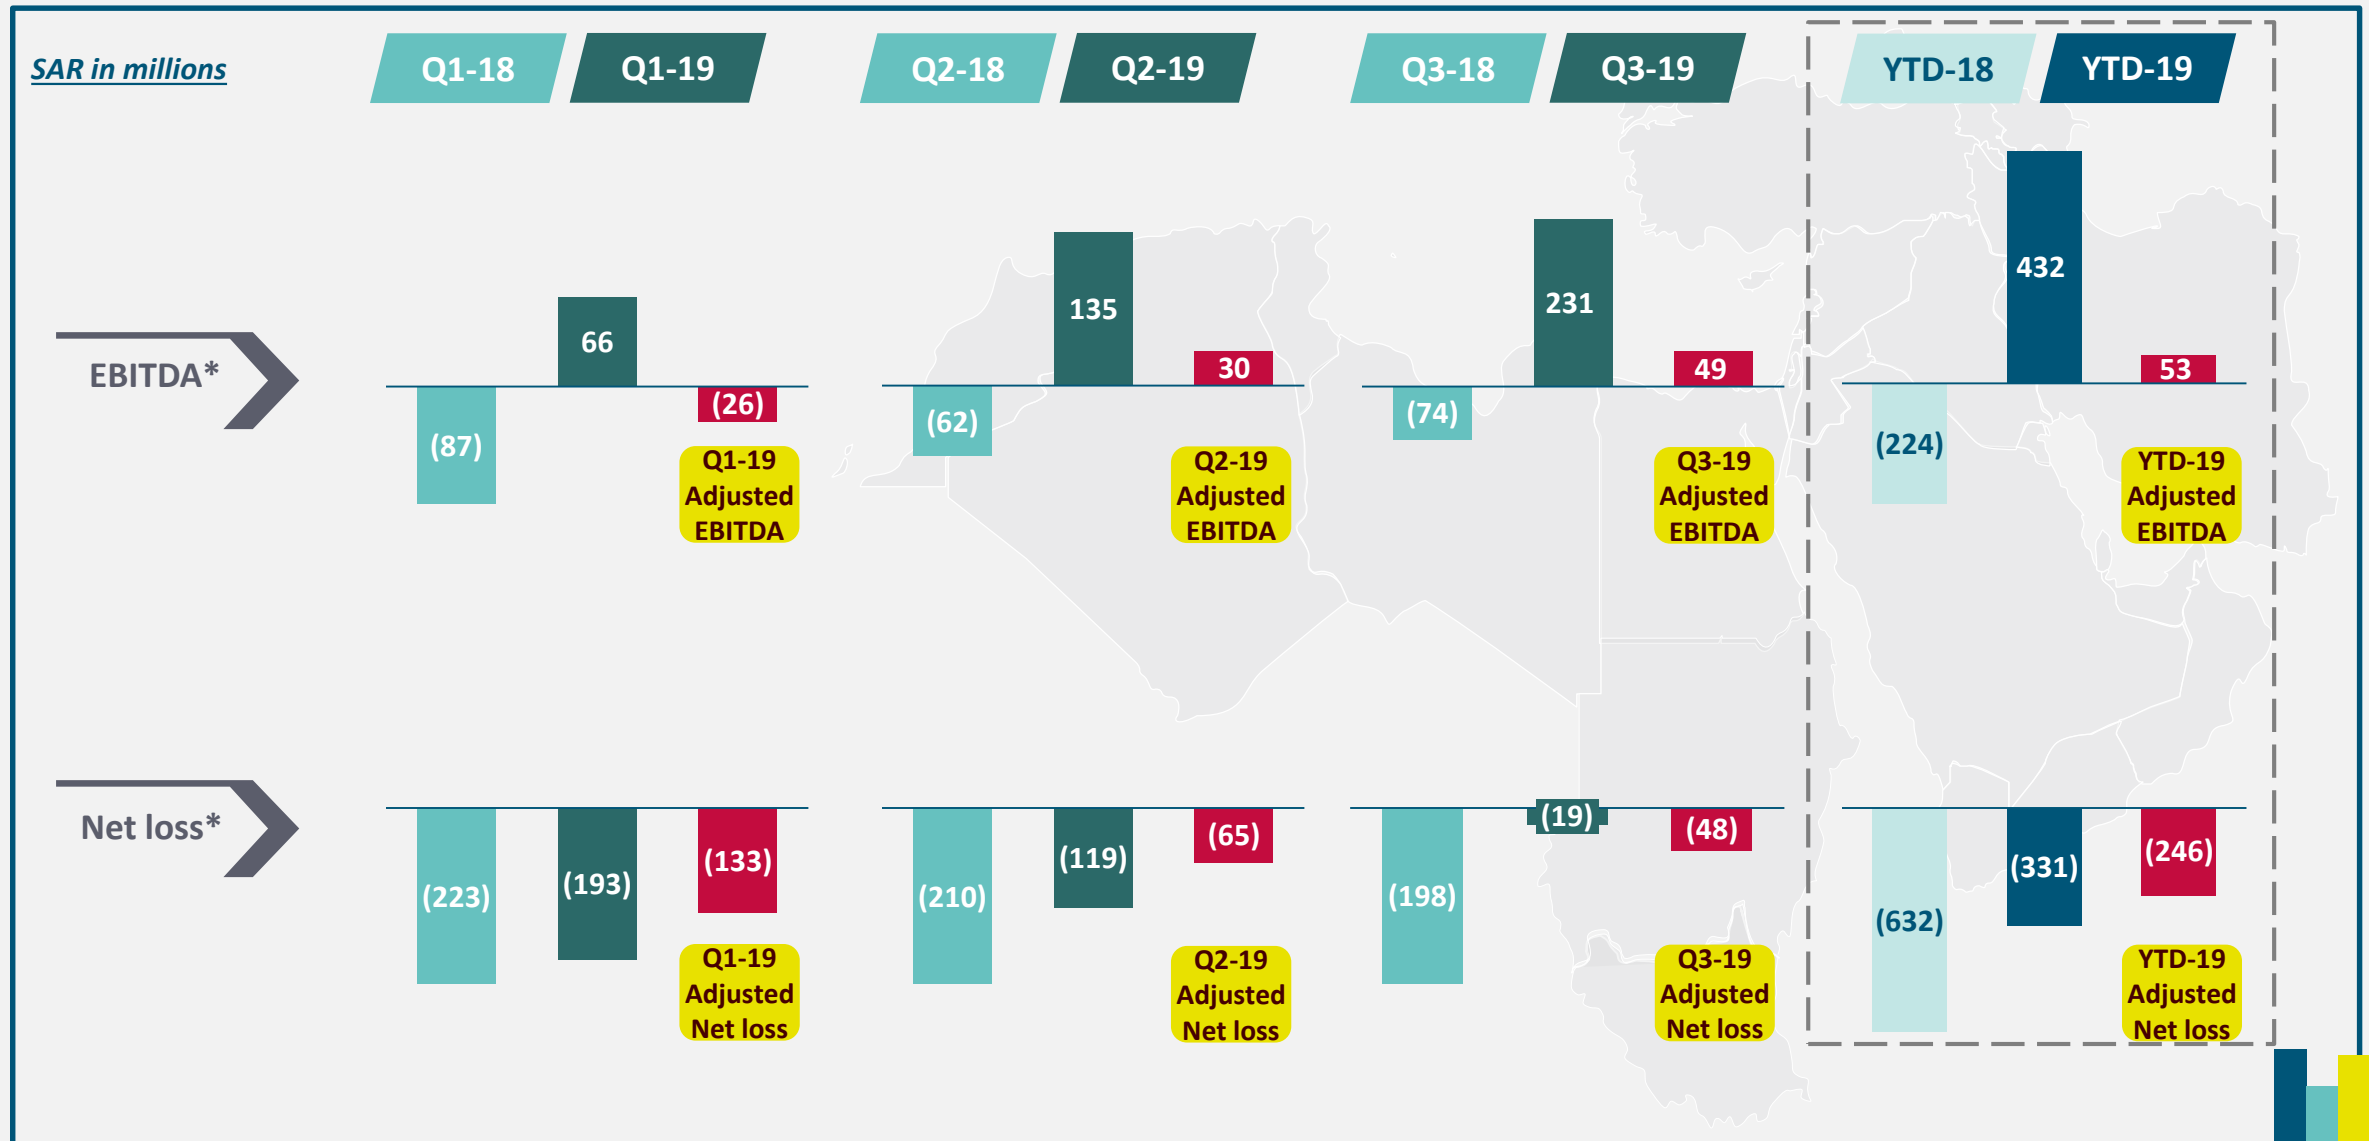 SAR in millions
Q1-18 Q1-19 Q2-18 Q2-19 Q3-18 Q3-19 YTD-18 YTD-19
EBITDA*
(87) 66 (26)
Q1-19
Adjusted
EBITDA
(62) 135 30
Q2-19
Adjusted
EBITDA
(74) 231 49
Q3-19
Adjusted
EBITDA
(224) 432 53
YTD-19
Adjusted
EBITDA
Net loss*
(223) (193) (133)
Q1-19
Adjusted
Net loss
(210) (119) (65)
Q2-19
Adjusted
Net loss
(198) (19) (48)
Q3-19
Adjusted
Net loss
(632) (331) (246)
YTD-19
Adjusted
Net loss